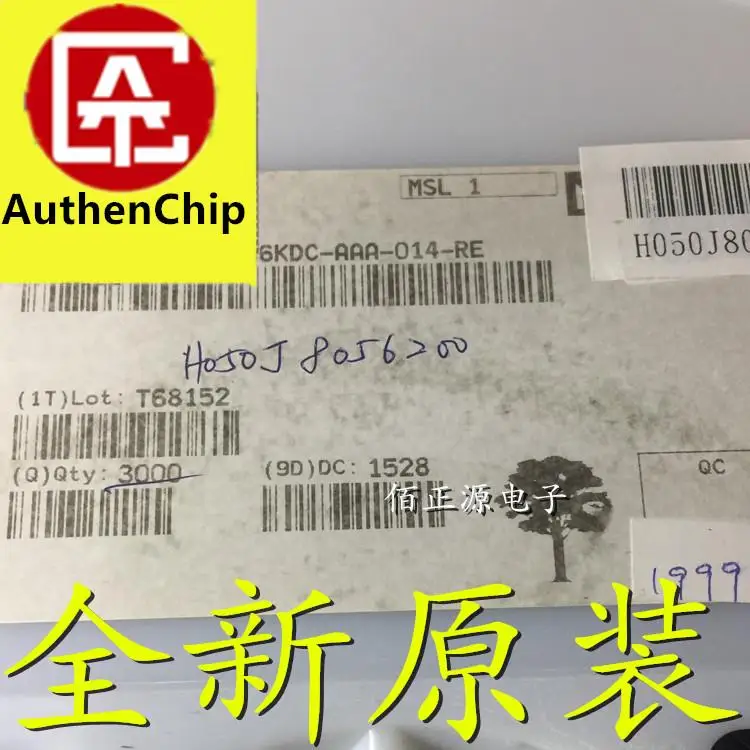 AuthenChip
MSL 1
6KDC-AAA-014-RE
H050J80
H050J8056200
(1T)Lot: T68152
(Q)Qty: 3000
(9D)DC: 1528
QC
佰正源电子
1999
全新原装